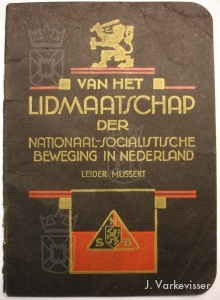 VAN HET
LIDMAATSCHAP
DER
NATIONAAL-SOCIALISTISCHE
BEWEGING IN NEDERLAND
LEIDER MUSSERT
N
S B
J. Varkevisser